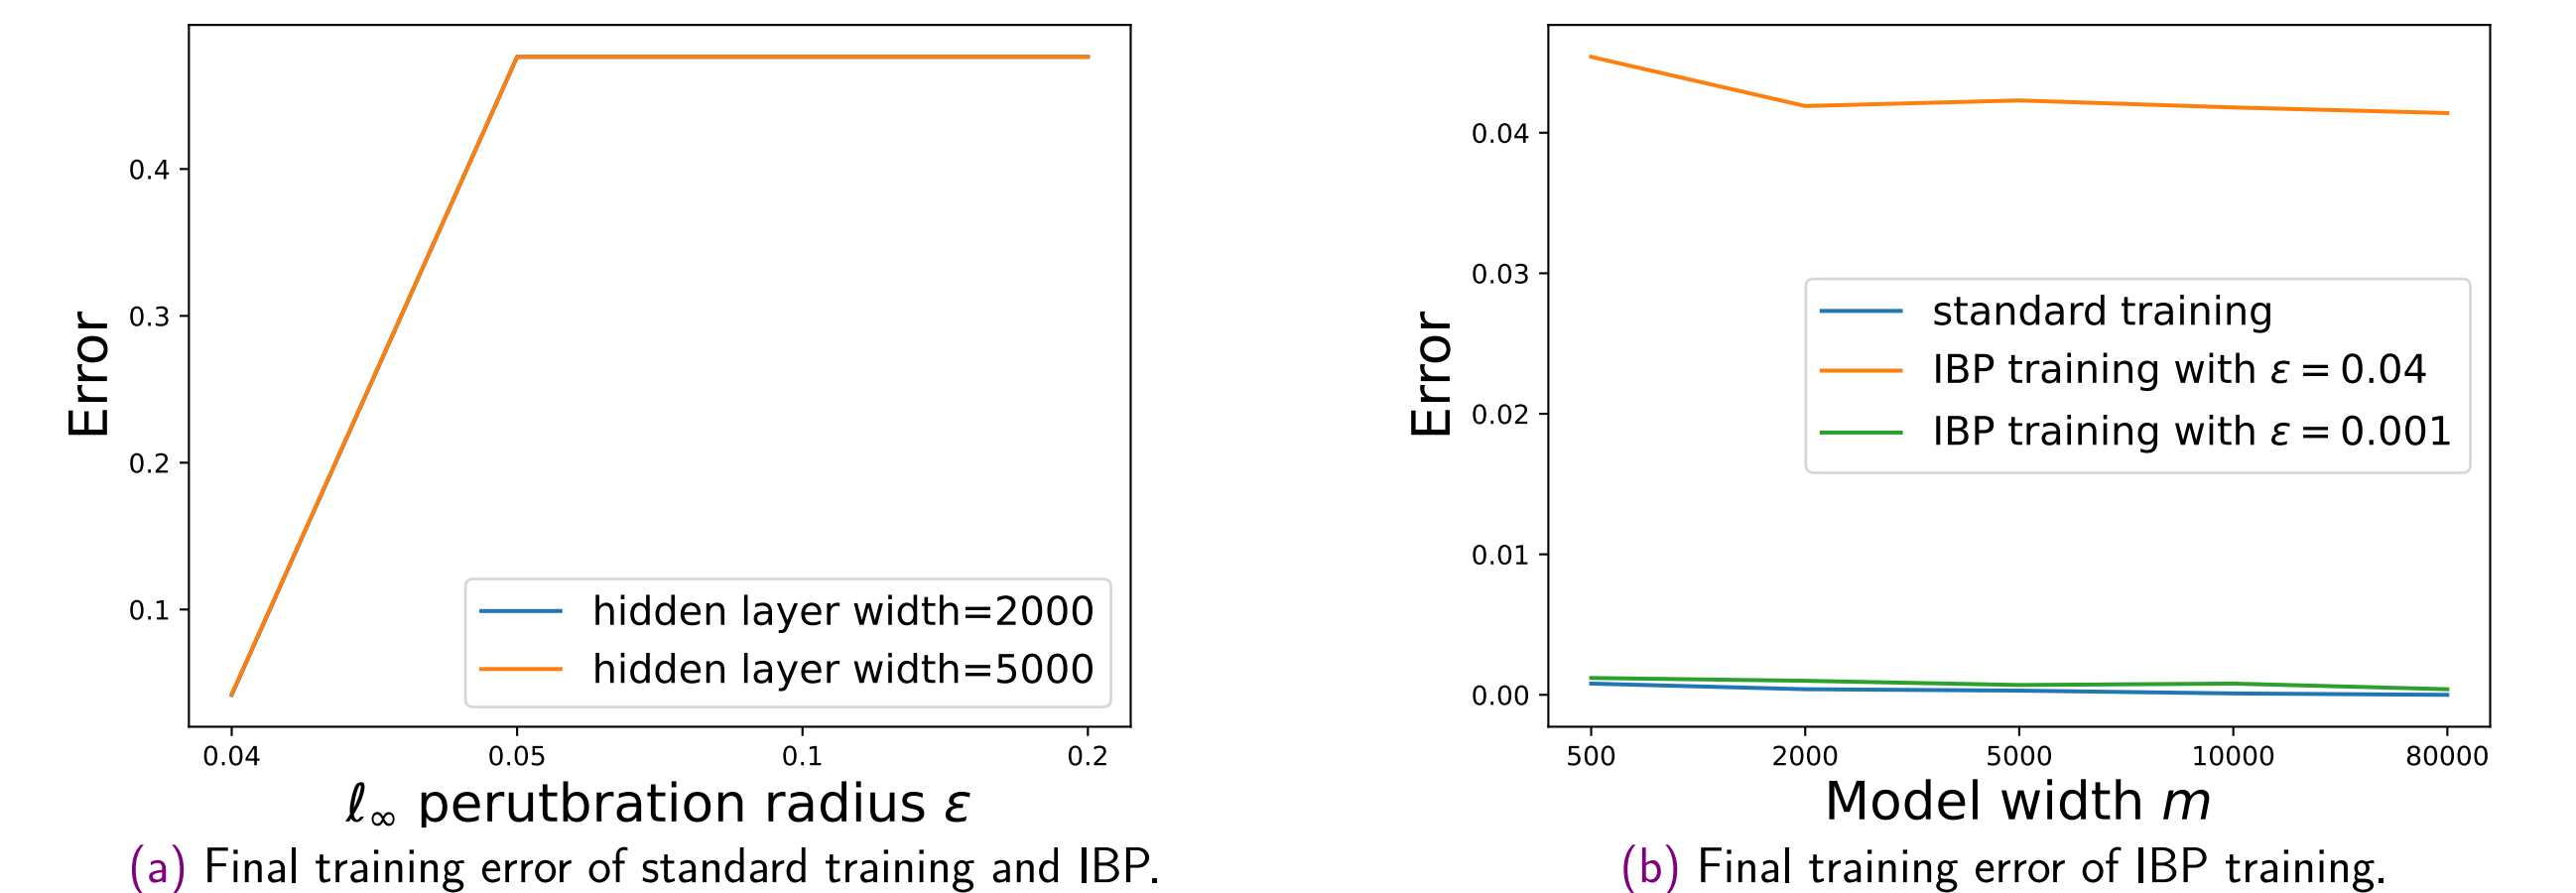 Error
0.4
0.3
0.2
0.1
hidden layer width=2000
hidden layer width=5000
0.04 0.05 0.1 0.2
ℓ∞ perutbration radius ε
(a) Final training error of standard training and IBP.
Error
0.04
0.03
0.02
0.01
0.00
standard training
IBP training with ε = 0.04
IBP training with ε = 0.001
500 2000 5000 10000 80000
Model width m
(b) Final training error of IBP training.